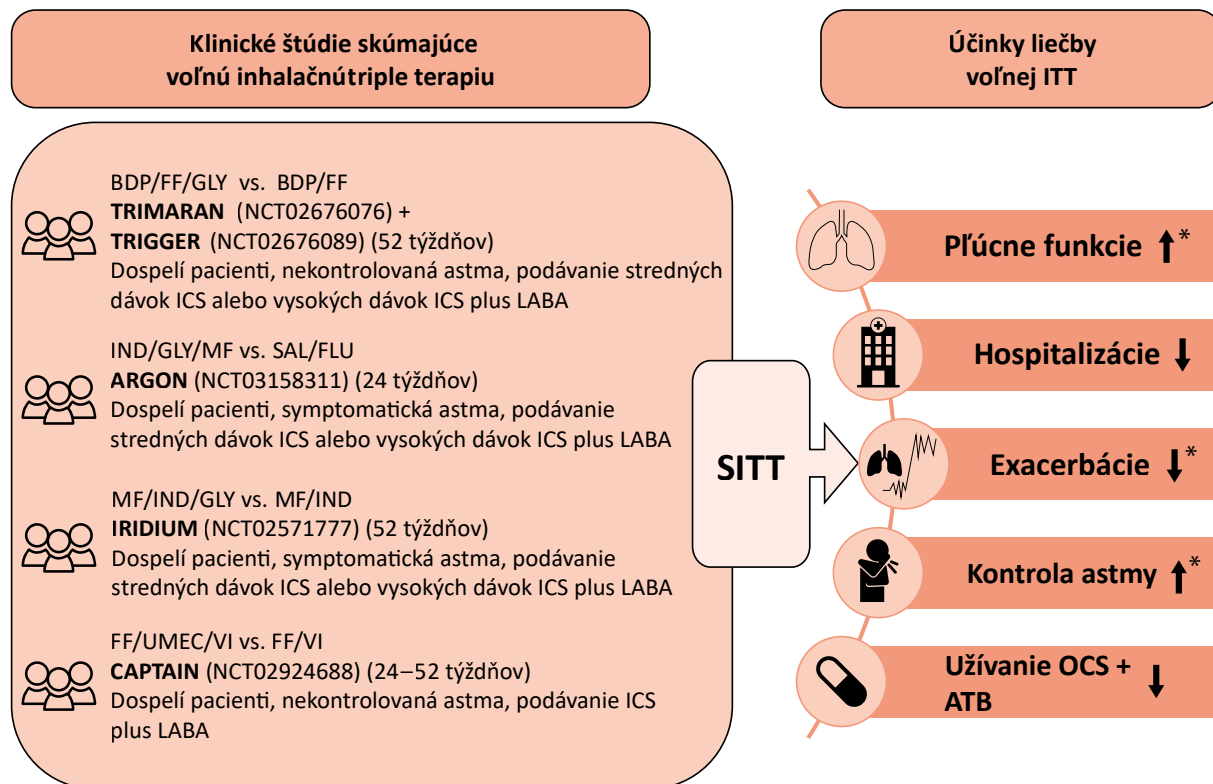 Klinické štúdie skúmajúce
voľnú inhalačnútriple terapiu
Účinky liečby
voľnej ITT
BDP/FF/GLY vs. BDP/FF
TRIMARAN (NCT02676076) +
TRIGGER (NCT02676089) (52 týždňov)
Dospelí pacienti, nekontrolovaná astma, podávanie stredných
dávok ICS alebo vysokých dávok ICS plus LABA
IND/GLY/MF vs. SAL/FLU
ARGON (NCT03158311) (24 týždňov)
Dospelí pacienti, symptomatická astma, podávanie
stredných dávok ICS alebo vysokých dávok ICS plus LABA
MF/IND/GLY vs. MF/IND
IRIDIUM (NCT02571777) (52 týždňov)
Dospelí pacienti, symptomatická astma, podávanie
stredných dávok ICS alebo vysokých dávok ICS plus LABA
FF/UMEC/VI vs. FF/VI
CAPTAIN (NCT02924688) (24–52 týždňov)
Dospelí pacienti, nekontrolovaná astma, podávanie ICS
plus LABA
SITT
Pľúcne funkcie ↑*
Hospitalizácie ↓
Exacerbácie ↓*
Kontrola astmy ↑*
Užívanie OCS + ↓
ATB